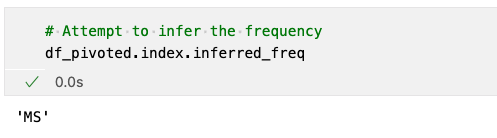 # Attempt to infer the frequency
df_pivoted.index.inferred_freq
✓ 0.0s
'MS'